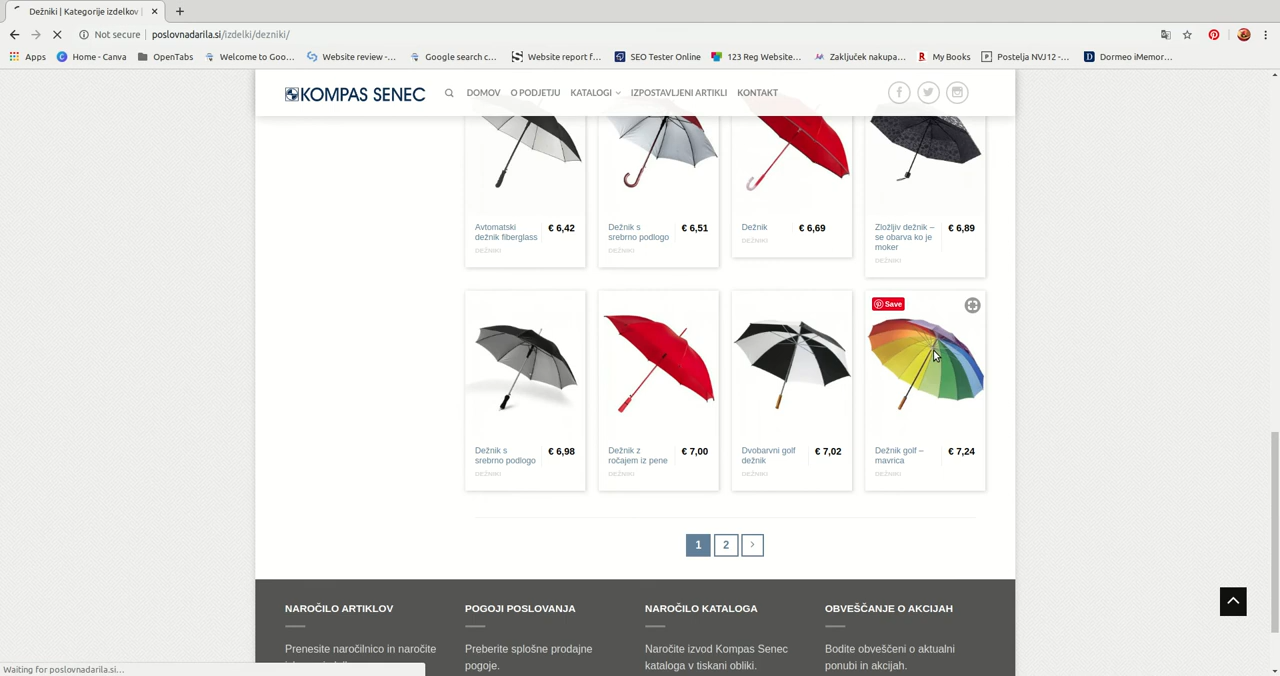 Dežniki | Kategorije izdelkov |
Not secure
poslovnadarila.si/izdelki/dezniki/
Apps
Home - Canva
OpenTabs
Welcome to Goo…
Website review -…
Google search c…
Website report f…
SEO Tester Online
123 Reg Website…
Zaključek nakupa…
My Books
Postelja NVJ12 -…
Dormeo iMemor…
KOMPAS SENEC
DOMOV
O PODJETJU
KATALOGI
IZPOSTAVLJENI ARTIKLI
KONTAKT
Avtomatski
dežnik fiberglass
€ 6,42
DEŽNIKI
Dežnik s
srebrno podlogo
€ 6,51
DEŽNIKI
Dežnik
€ 6,69
DEŽNIKI
Zložljiv dežnik –
se obarva ko je
moker
€ 6,89
DEŽNIKI
Save
Dežnik s
srebrno podlogo
€ 6,98
DEŽNIKI
Dežnik z
ročajem iz pene
€ 7,00
DEŽNIKI
Dvobarvni golf
dežnik
€ 7,02
DEŽNIKI
Dežnik golf –
mavrica
€ 7,24
DEŽNIKI
1
2
NAROČILO ARTIKLOV
POGOJI POSLOVANJA
NAROČILO KATALOGA
OBVEŠČANJE O AKCIJAH
Prenesite naročilnico in naročite
Preberite splošne prodajne
pogoje.
Naročite izvod Kompas Senec
kataloga v tiskani obliki.
Bodite obveščeni o aktualni
ponubi in akcijah.
Waiting for poslovnadarila.si…